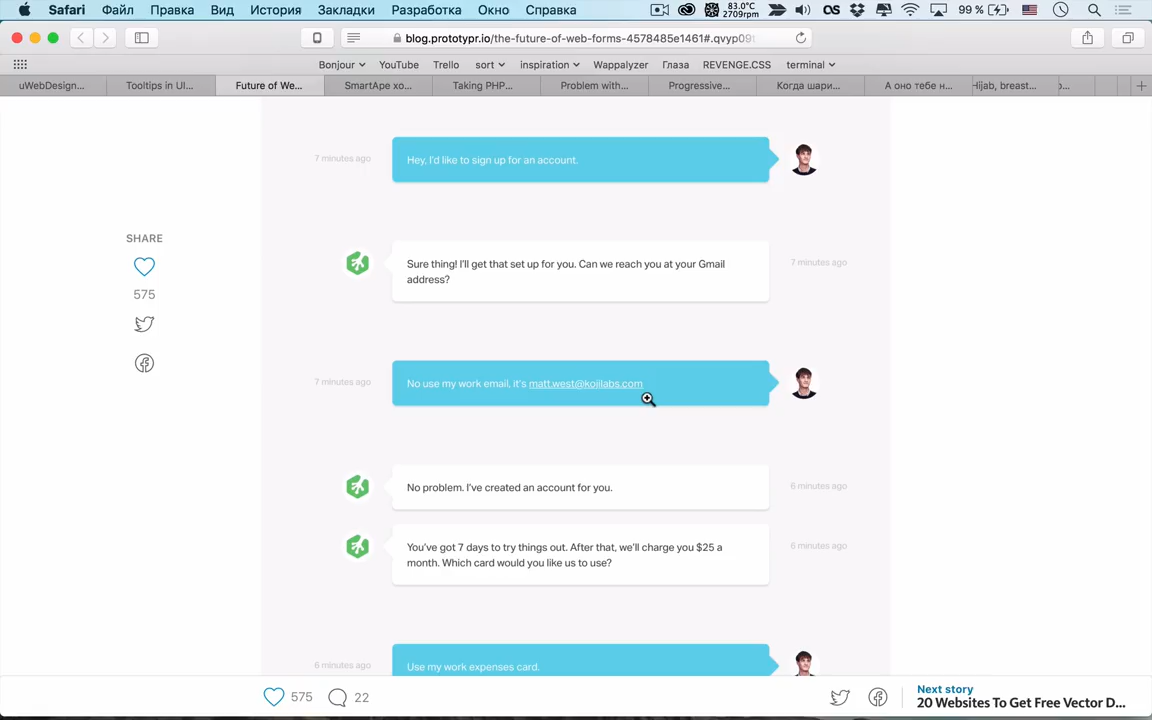 Safari Файл Правка Вид История Закладки Разработка Окно Справка 83.0°C 2709rpm 99 %
blog.prototypr.io/the-future-of-web-forms-4578485e1461#.qvyp09t
Bonjour YouTube Trello sort inspiration Wappalyzer Глаза REVENGE.CSS terminal
uWebDesign... Tooltips in UI... Future of We... SmartApe хо... Taking PHP... Problem with... Progressive... Когда шари... А оно тебе н... Hijab, breast...
7 minutes ago
Hey, I'd like to sign up for an account.
SHARE
575
Sure thing! I'll get that set up for you. Can we reach you at your Gmail
address?
7 minutes ago
7 minutes ago
No use my work email, it's matt.west@kojilabs.com
No problem. I've created an account for you.
6 minutes ago
You've got 7 days to try things out. After that, we'll charge you $25 a
month. Which card would you like us to use?
6 minutes ago
6 minutes ago
Use my work expenses card.
575 22
Next story
20 Websites To Get Free Vector D...